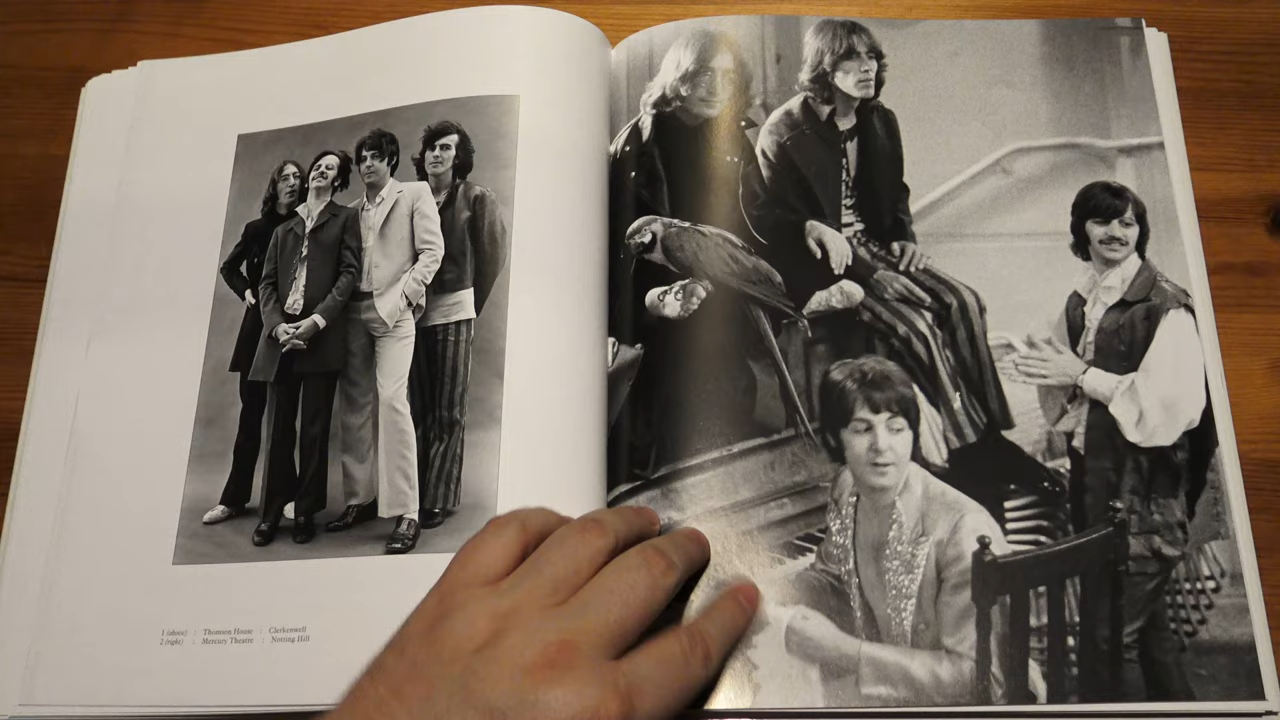 1 (above) : Thomson House : Clerkenwell
2 (right) : Mercury Theatre : Notting Hill